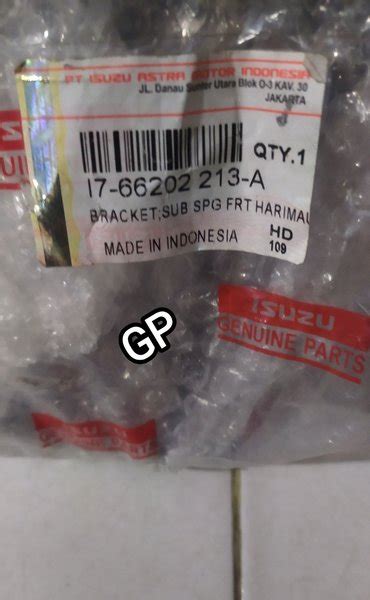 PT ISUZU ASTRA MOTOR INDONESIA
JL. Danau Sunter Utara Blok O-3 KAV. 30
JAKARTA
QTY.1
I7-66202 213-A
BRACKET;SUB SPG FRT HARIMAU
MADE IN INDONESIA
HD
109
GP
ISUZU
GENUINE PARTS
ISUZU